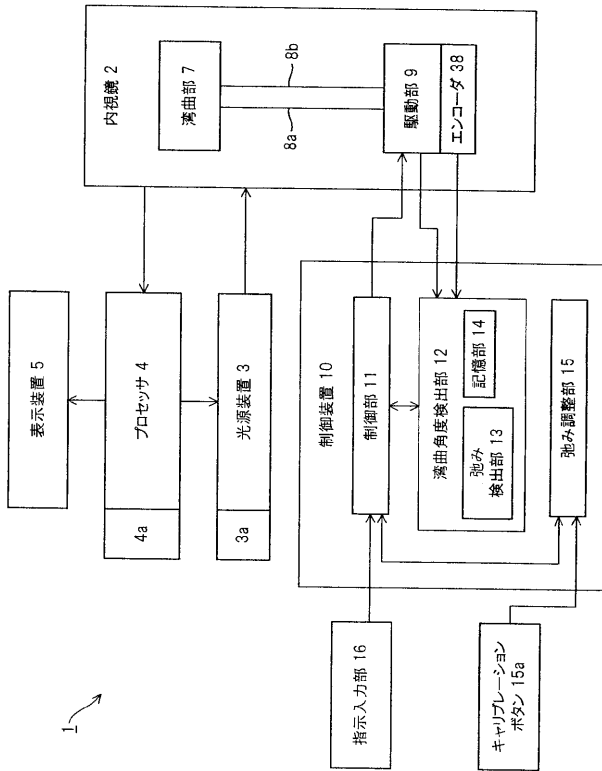 1
表示装置 5
プロセッサ 4
4a
光源装置 3
3a
内視鏡 2
湾曲部 7
8a
8b
駆動部 9
エンコーダ 38
制御装置 10
制御部 11
湾曲角度検出部 12
弛み
検出部 13
記憶部 14
弛み調整部 15
指示入力部 16
キャリブレーション
ボタン 15a